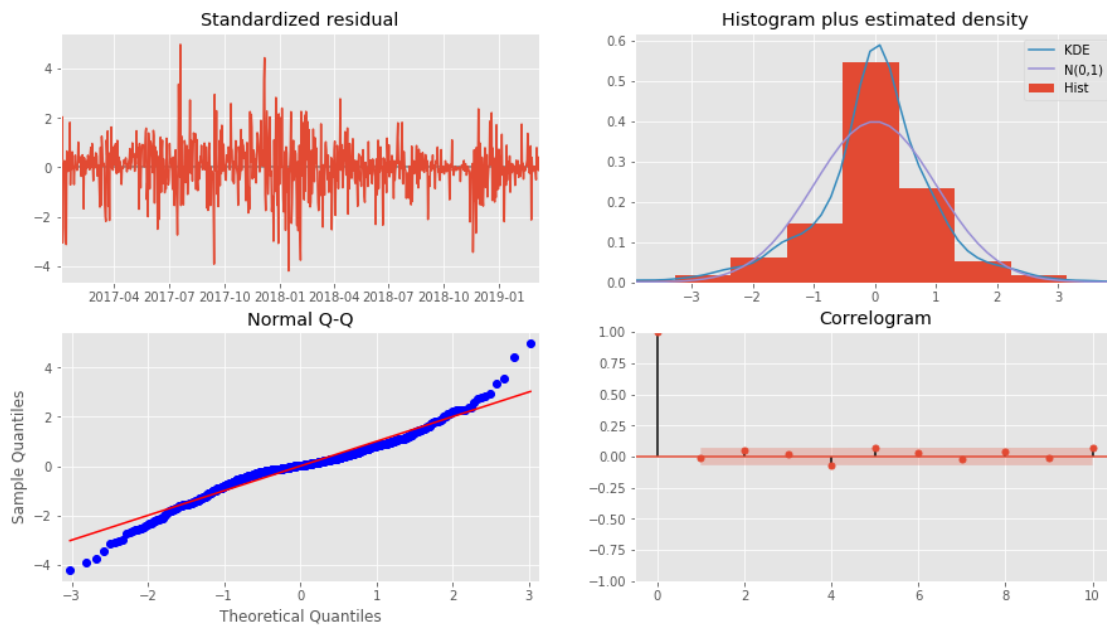 Standardized residual
4
2
0
−2
−4
2017-04 2017-07 2017-10 2018-01 2018-04 2018-07 2018-10 2019-01
Histogram plus estimated density
0.6
0.5
0.4
0.3
0.2
0.1
0.0
KDE
N(0,1)
Hist
−3 −2 −1 0 1 2 3
Normal Q-Q
Sample Quantiles
4
2
0
−2
−4
−3 −2 −1 0 1 2 3
Theoretical Quantiles
Correlogram
1.00
0.75
0.50
0.25
0.00
−0.25
−0.50
−0.75
−1.00
0 2 4 6 8 10